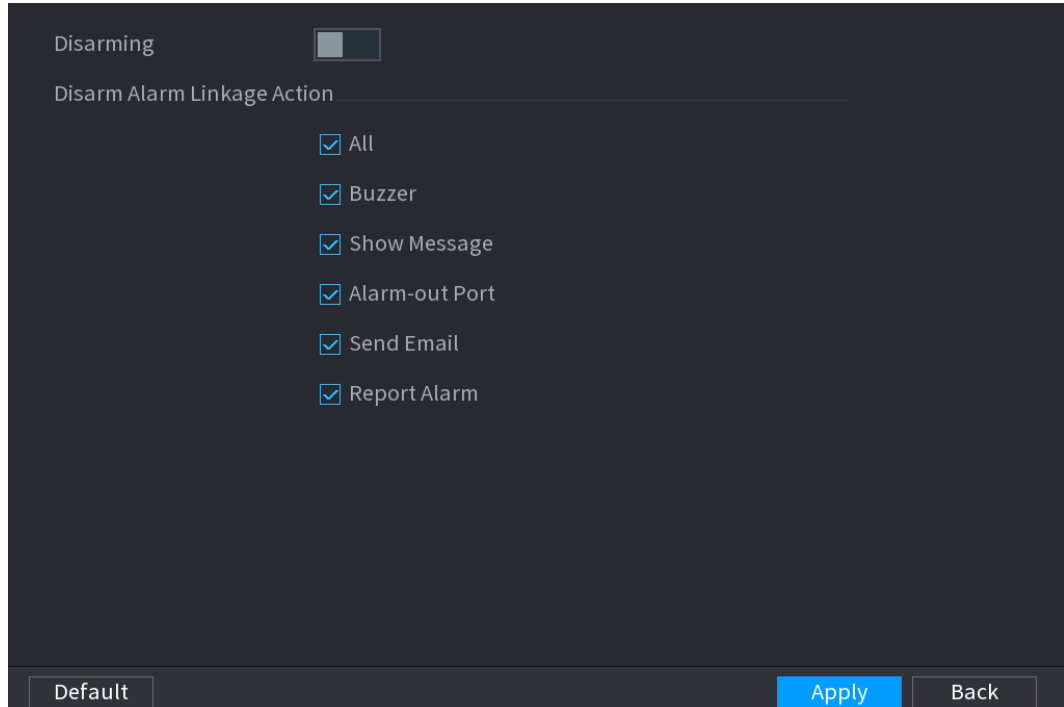 Disarming
Disarm Alarm Linkage Action
All
Buzzer
Show Message
Alarm-out Port
Send Email
Report Alarm
Default Apply Back